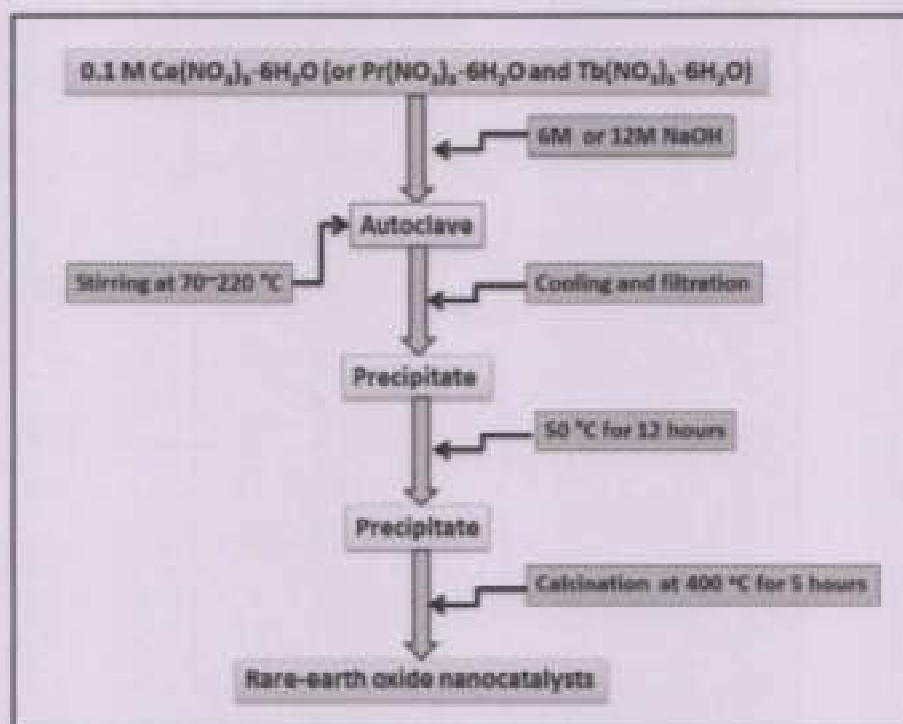 0.1 M Ce(NO₃)₃·6H₂O (or Pr(NO₃)₃·6H₂O and Tb(NO₃)₃·6H₂O)
6M or 12M NaOH
Autoclave
Stirring at 70~220 °C
Cooling and filtration
Precipitate
50 °C for 12 hours
Precipitate
Calsination at 400 °C for 5 hours
Rare-earth oxide nanocatalysts